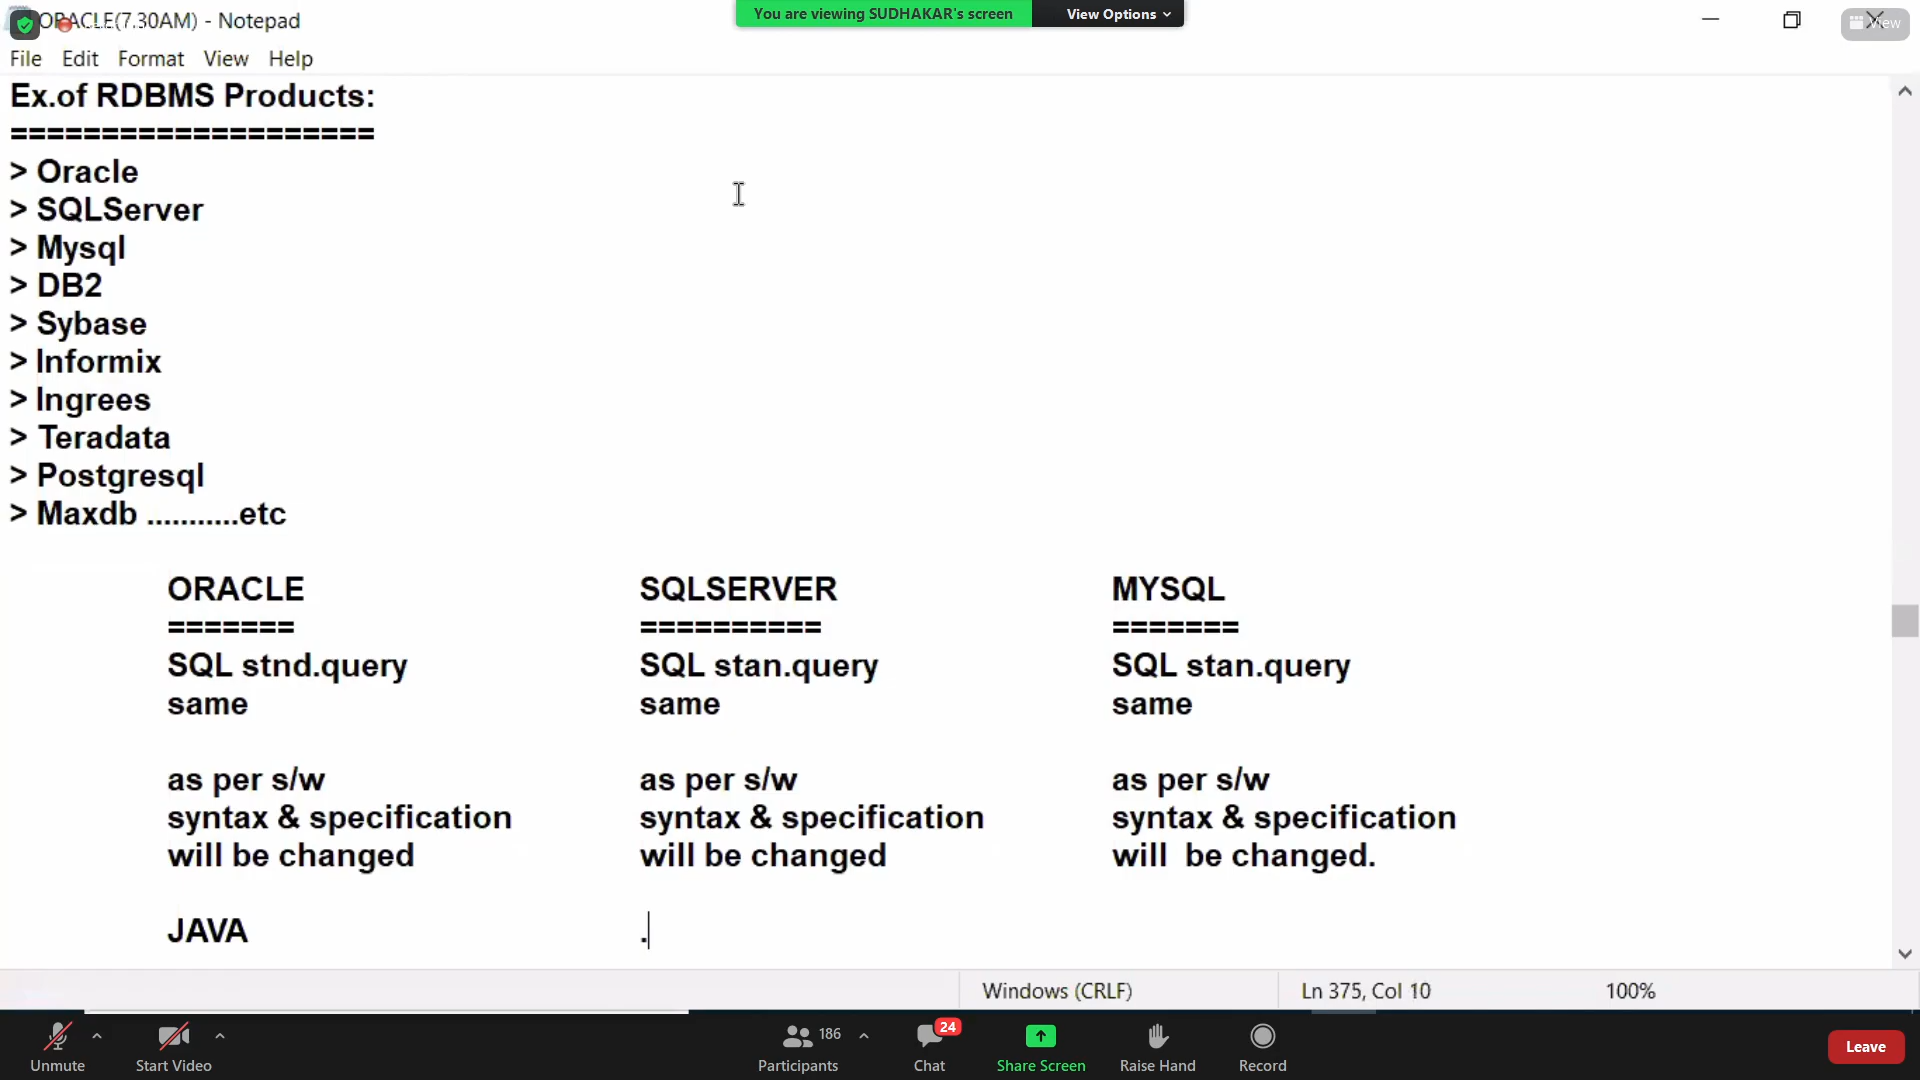 ORACLE(7.30AM) - Notepad
You are viewing SUDHAKAR's screen
View Options
View
File Edit Format View Help
Ex.of RDBMS Products:
====================
> Oracle
> SQLServer
> Mysql
> DB2
> Sybase
> Informix
> Ingrees
> Teradata
> Postgresql
> Maxdb ...........etc
ORACLE SQLSERVER MYSQL
======= ========== =======
SQL stnd.query SQL stan.query SQL stan.query
same same same
as per s/w as per s/w as per s/w
syntax & specification syntax & specification syntax & specification
will be changed will be changed will  be changed.
JAVA .
Windows (CRLF) Ln 375, Col 10 100%
186 24
Unmute Start Video Participants Chat Share Screen Raise Hand Record Leave